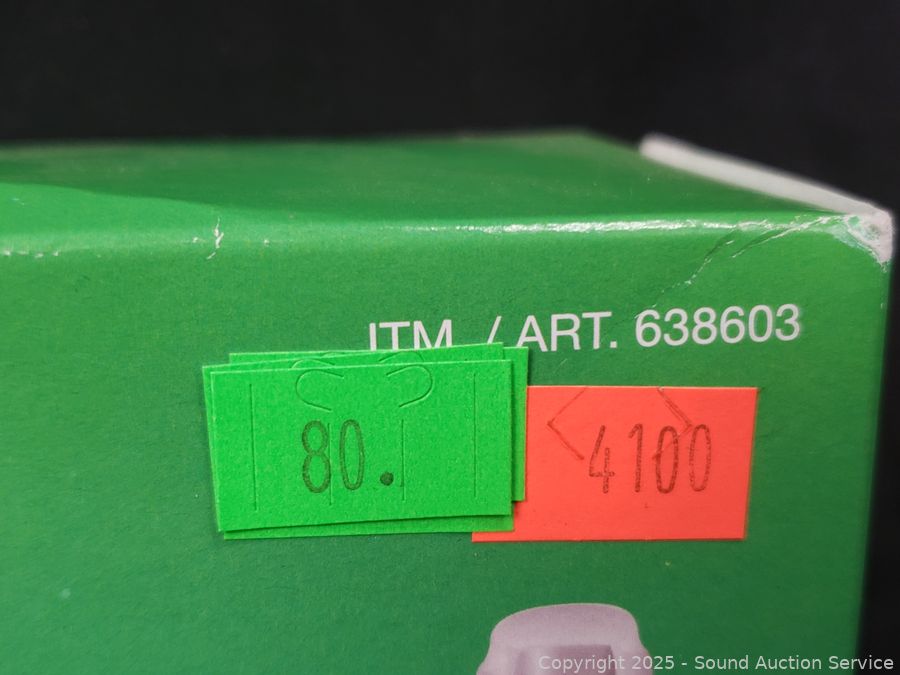 ITM. / ART. 638603
80.
4100
Copyright © 2025 - Sound Auction Service